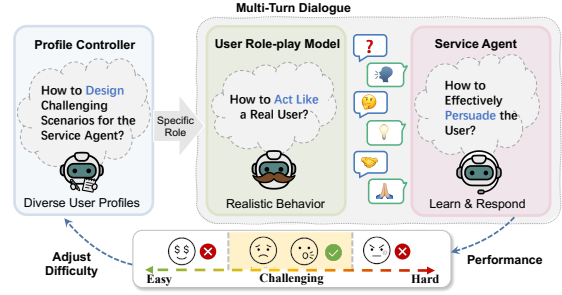 Multi-Turn Dialogue
Profile Controller
How to Design
Challenging
Scenarios for the
Service Agent?
Diverse User Profiles
Specific
Role
User Role-play Model
How to Act Like
a Real User?
Realistic Behavior
?
Service Agent
How to
Effectively
Persuade the
User?
Learn & Respond
Adjust
Difficulty
$ $
Easy
Challenging
Hard
Performance